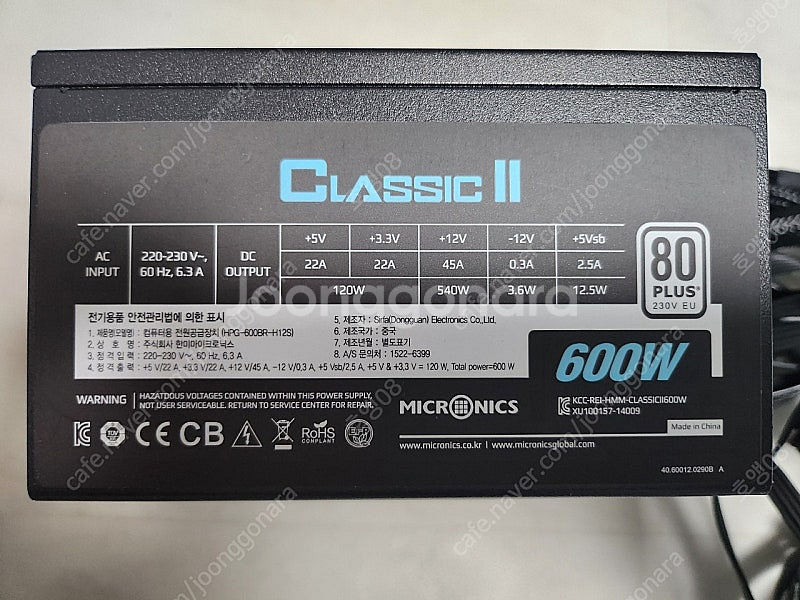 CLASSIC II
AC INPUT
220-230 V~, 60 Hz, 6.3 A
DC OUTPUT
+5V +3.3V +12V -12V +5Vsb
22A 22A 45A 0.3A 2.5A
120W 540W 3.6W 12.5W
80 PLUS
230V EU
전기용품 안전관리법에 의한 표시
1. 제품명(모델명) : 컴퓨터용 전원공급장치 (HPG-600BR-H12S)
2. 상 호 명 : 주식회사 한미마이크로닉스
3. 정격 입력 : 220-230 V~, 60 Hz, 6.3 A
4. 정격 출력 : +5 V/22 A, +3.3 V/22 A, +12 V/45 A, -12 V/0.3 A, +5 Vsb/2.5 A, +5 V & +3.3 V = 120 W, Total power=600 W
5. 제조자 : Sirfa(Dongguan) Electronics Co.,Ltd.
6. 제조국가 : 중국
7. 제조년월 : 별도표기
8. A/S 문의처 : 1522-6399
600W
WARNING
HAZADOUS VOLTAGES CONTAINED WITHIN THIS POWER SUPPLY,
NOT USER SERVICEABLE. RETURN TO SERVICE CENTER FOR REPAIR.
MICRONICS
KCC-REI-HMM-CLASSICII600W
XU100157-14009
TUV CE CB RoHS
COMPLIANT
Made in China
www.micronics.co.kr | www.micronicsglobal.com
40.60012.0290B A
Joonggonara
cafe.naver.com/joonggonara